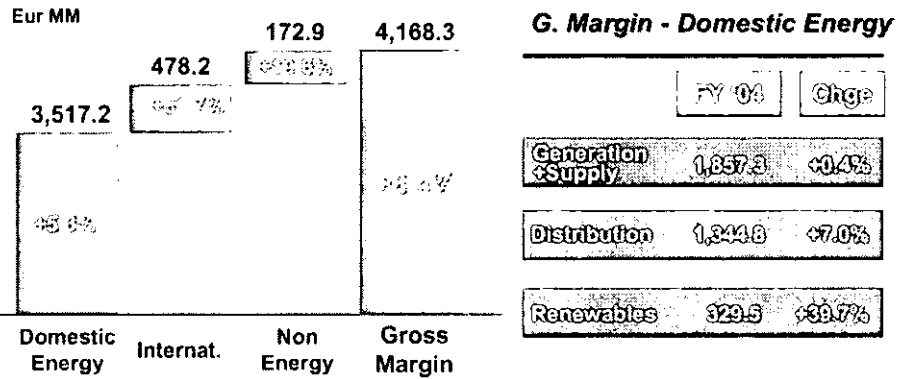 Eur MM
172.9
4,168.3
478.2
3,517.2
Domestic
Energy
Internat.
Non
Energy
Gross
Margin
G. Margin - Domestic Energy
FY '04 Chge
Generation
+Supply 1,857.3 +0.4%
Distribution 1,344.8 +7.0%
Renewables 329.5 +39.7%